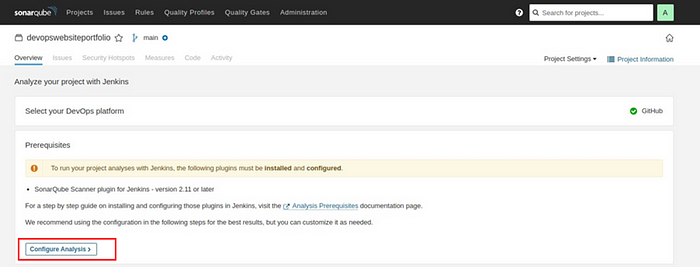 sonarqube Projects Issues Rules Quality Profiles Quality Gates Administration Search for projects... A
devopswebsiteportfolio main
Overview Issues Security Hotspots Measures Code Activity Project Settings Project Information
Analyze your project with Jenkins
Select your DevOps platform GitHub
Prerequisites
To run your project analyses with Jenkins, the following plugins must be installed and configured.
SonarQube Scanner plugin for Jenkins - version 2.11 or later
For a step by step guide on installing and configuring those plugins in Jenkins, visit the Analysis Prerequisites documentation page.
We recommend using the configuration in the following steps for the best results, but you can customize it as needed.
Configure Analysis